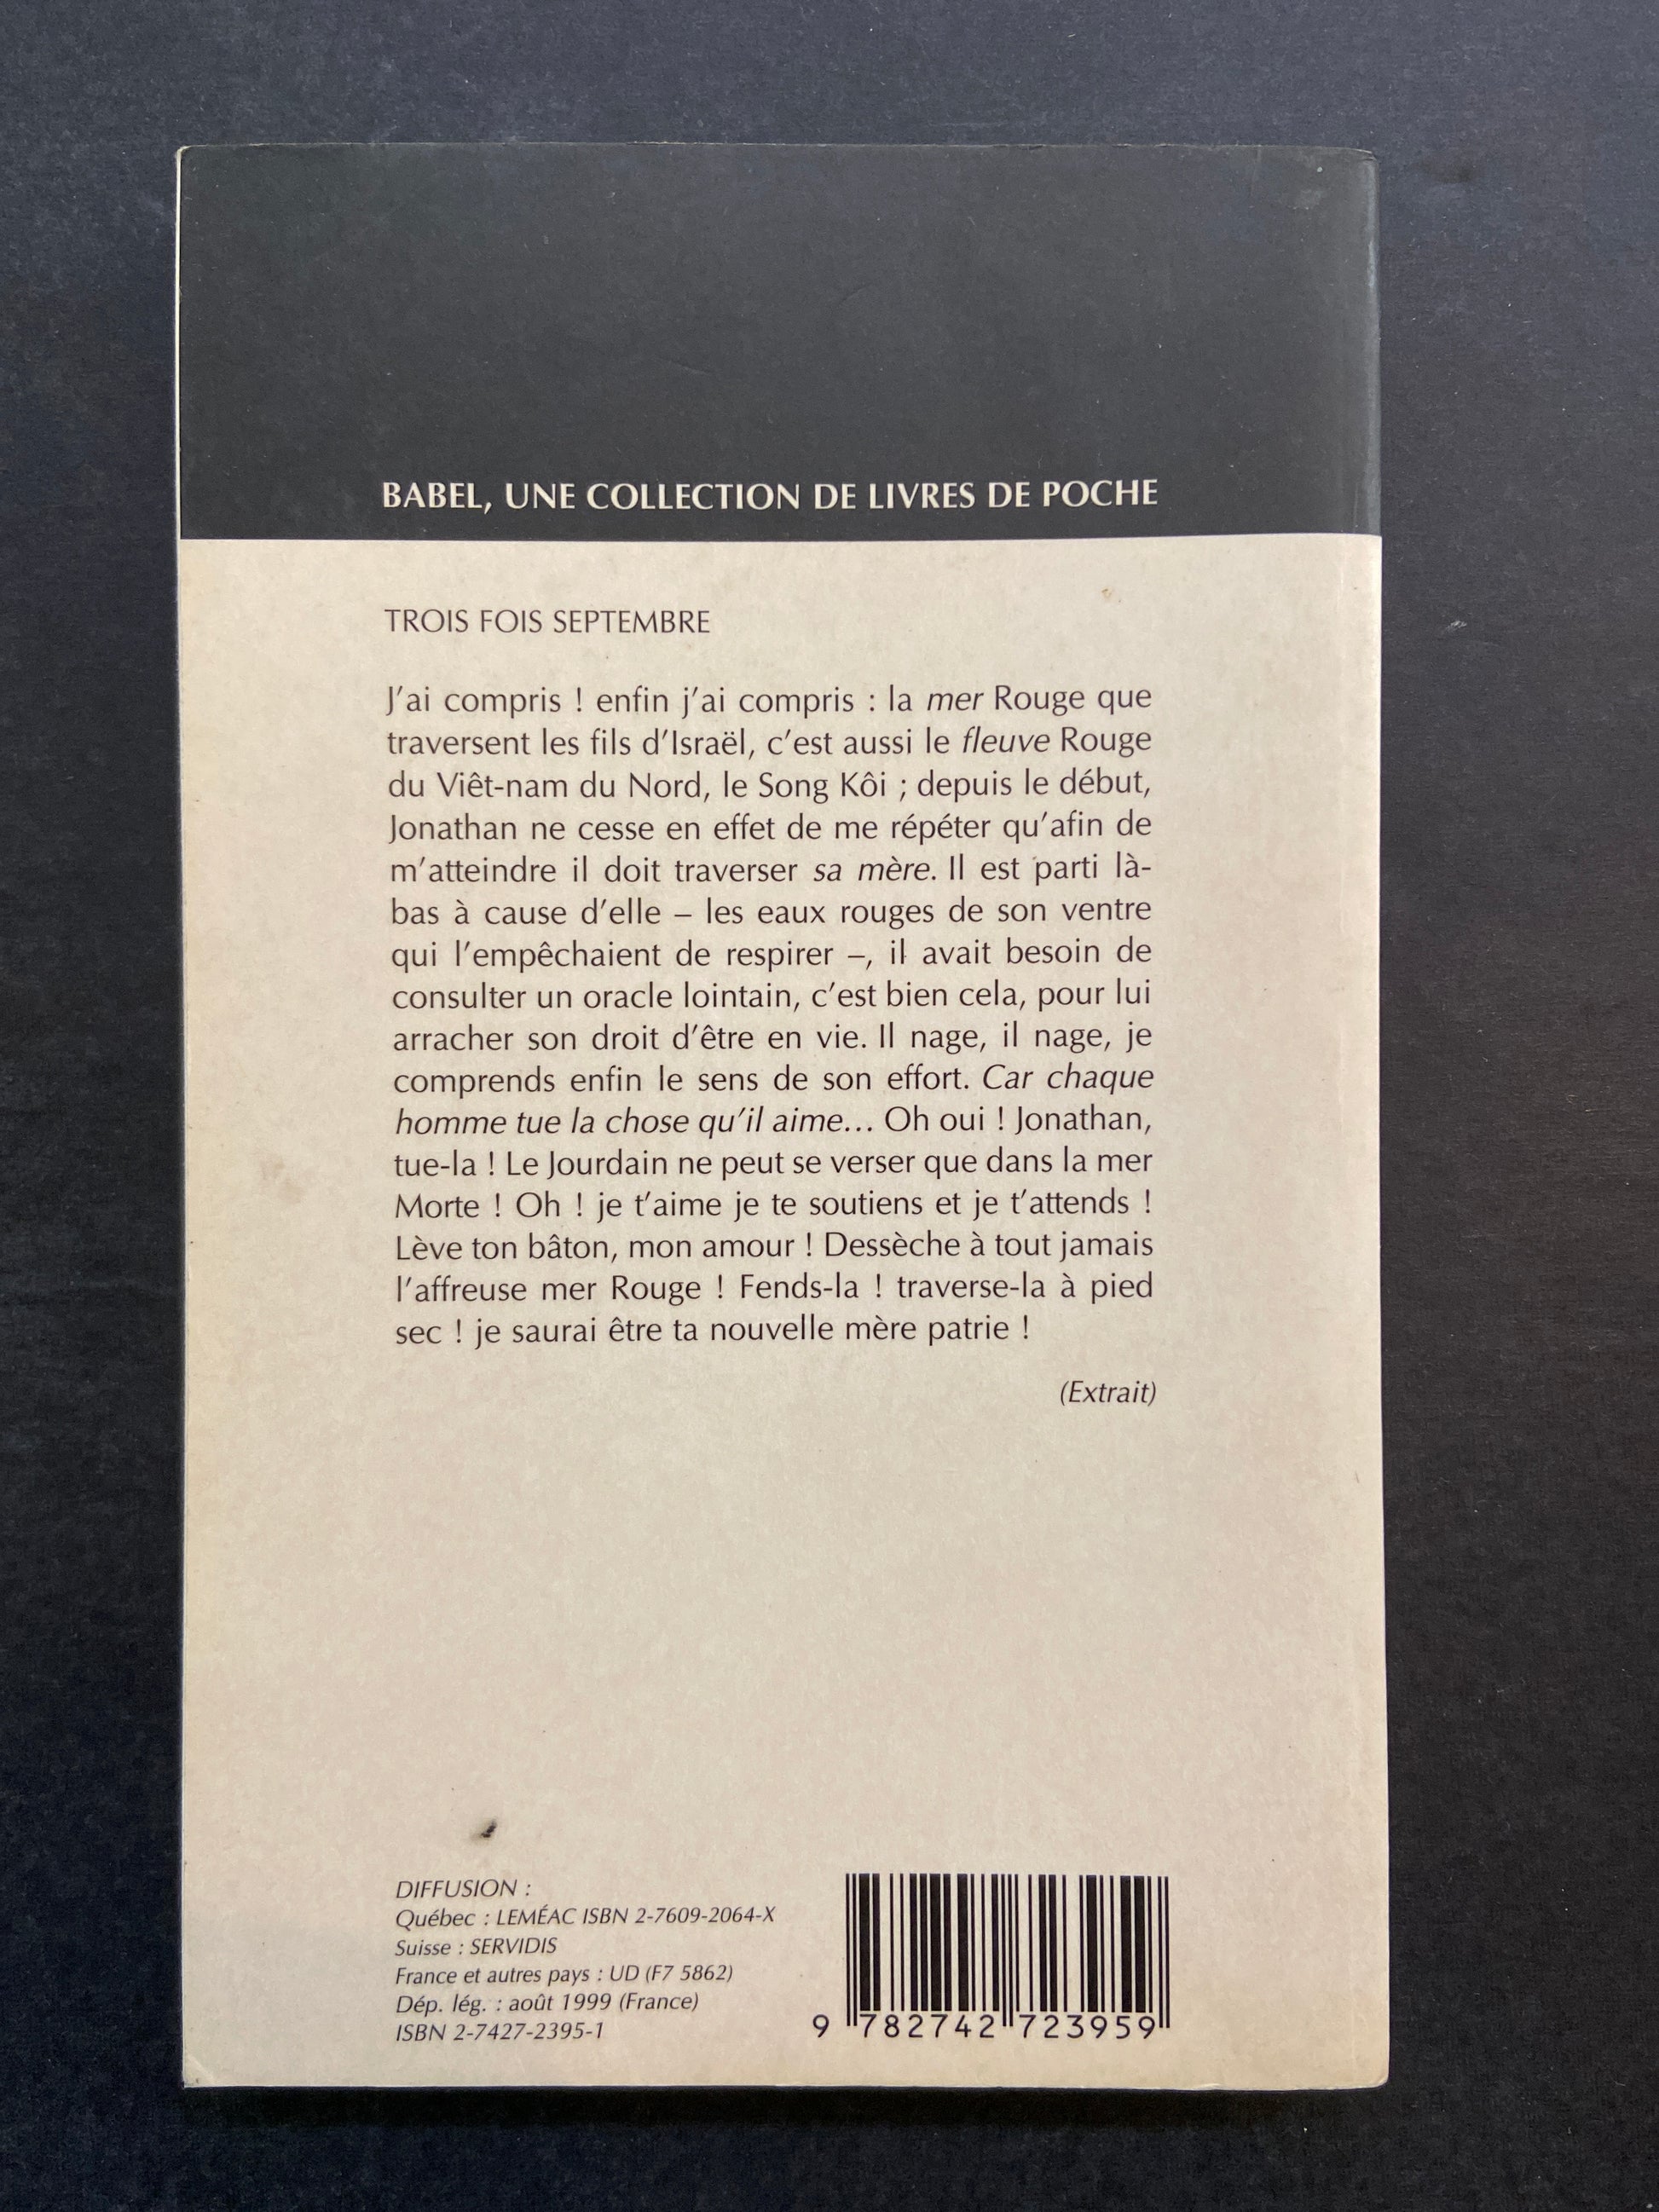 BABEL, UNE COLLECTION DE LIVRES DE POCHE
TROIS FOIS SEPTEMBRE
J'ai compris ! enfin j'ai compris : la mer Rouge que
traversent les fils d'Israël, c'est aussi le fleuve Rouge
du Viêt-nam du Nord, le Song Kôi ; depuis le début,
Jonathan ne cesse en effet de me répéter qu'afin de
m'atteindre il doit traverser sa mère. Il est parti là-
bas à cause d'elle – les eaux rouges de son ventre
qui l'empêchaient de respirer –, il avait besoin de
consulter un oracle lointain, c'est bien cela, pour lui
arracher son droit d'être en vie. Il nage, il nage, je
comprends enfin le sens de son effort. Car chaque
homme tue la chose qu'il aime… Oh oui ! Jonathan,
tue-la ! Le Jourdain ne peut se verser que dans la mer
Morte ! Oh ! je t'aime je te soutiens et je t'attends !
Lève ton bâton, mon amour ! Dessèche à tout jamais
l'affreuse mer Rouge ! Fends-la ! traverse-la à pied
sec ! je saurai être ta nouvelle mère patrie !
(Extrait)
DIFFUSION :
Québec : LEMÉAC ISBN 2-7609-2064-X
Suisse : SERVIDIS
France et autres pays : UD (F7 5862)
Dép. lég. : août 1999 (France)
ISBN 2-7427-2395-1
9 782742 723959